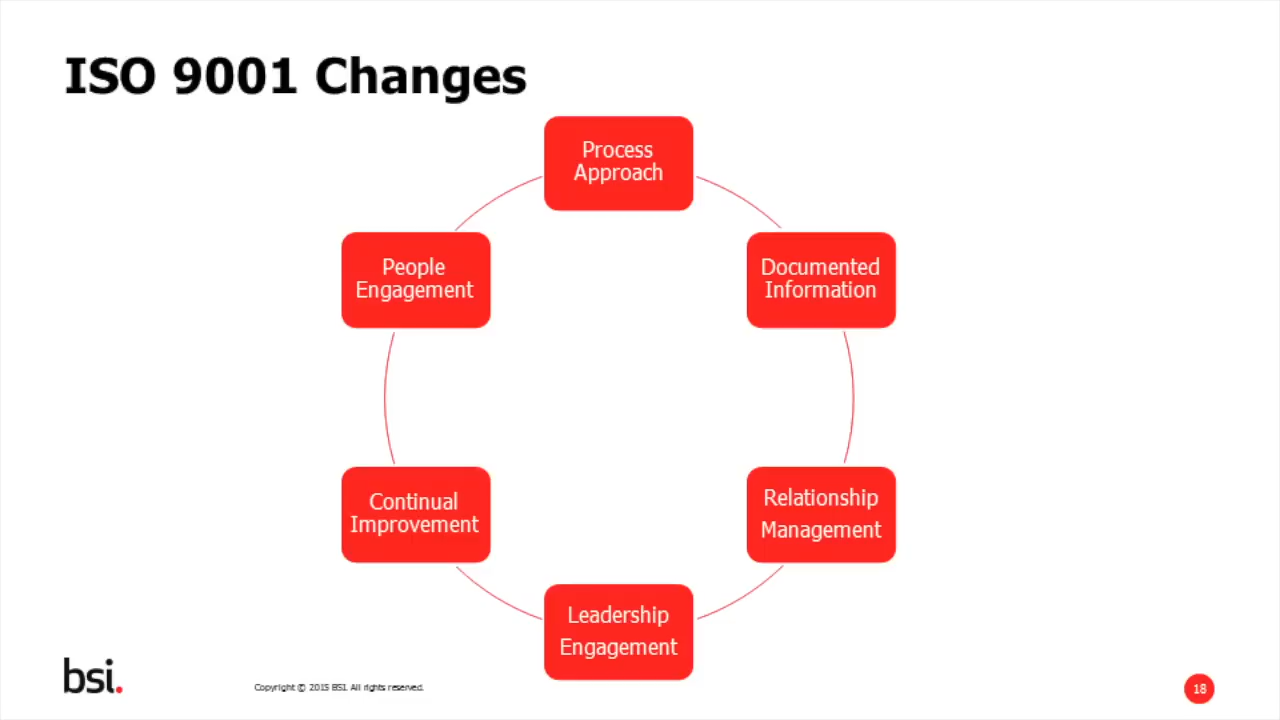 ISO 9001 Changes
Process
Approach
Documented
Information
Relationship
Management
Leadership
Engagement
Continual
Improvement
People
Engagement
bsi.
Copyright © 2015 BSI. All rights reserved.
18